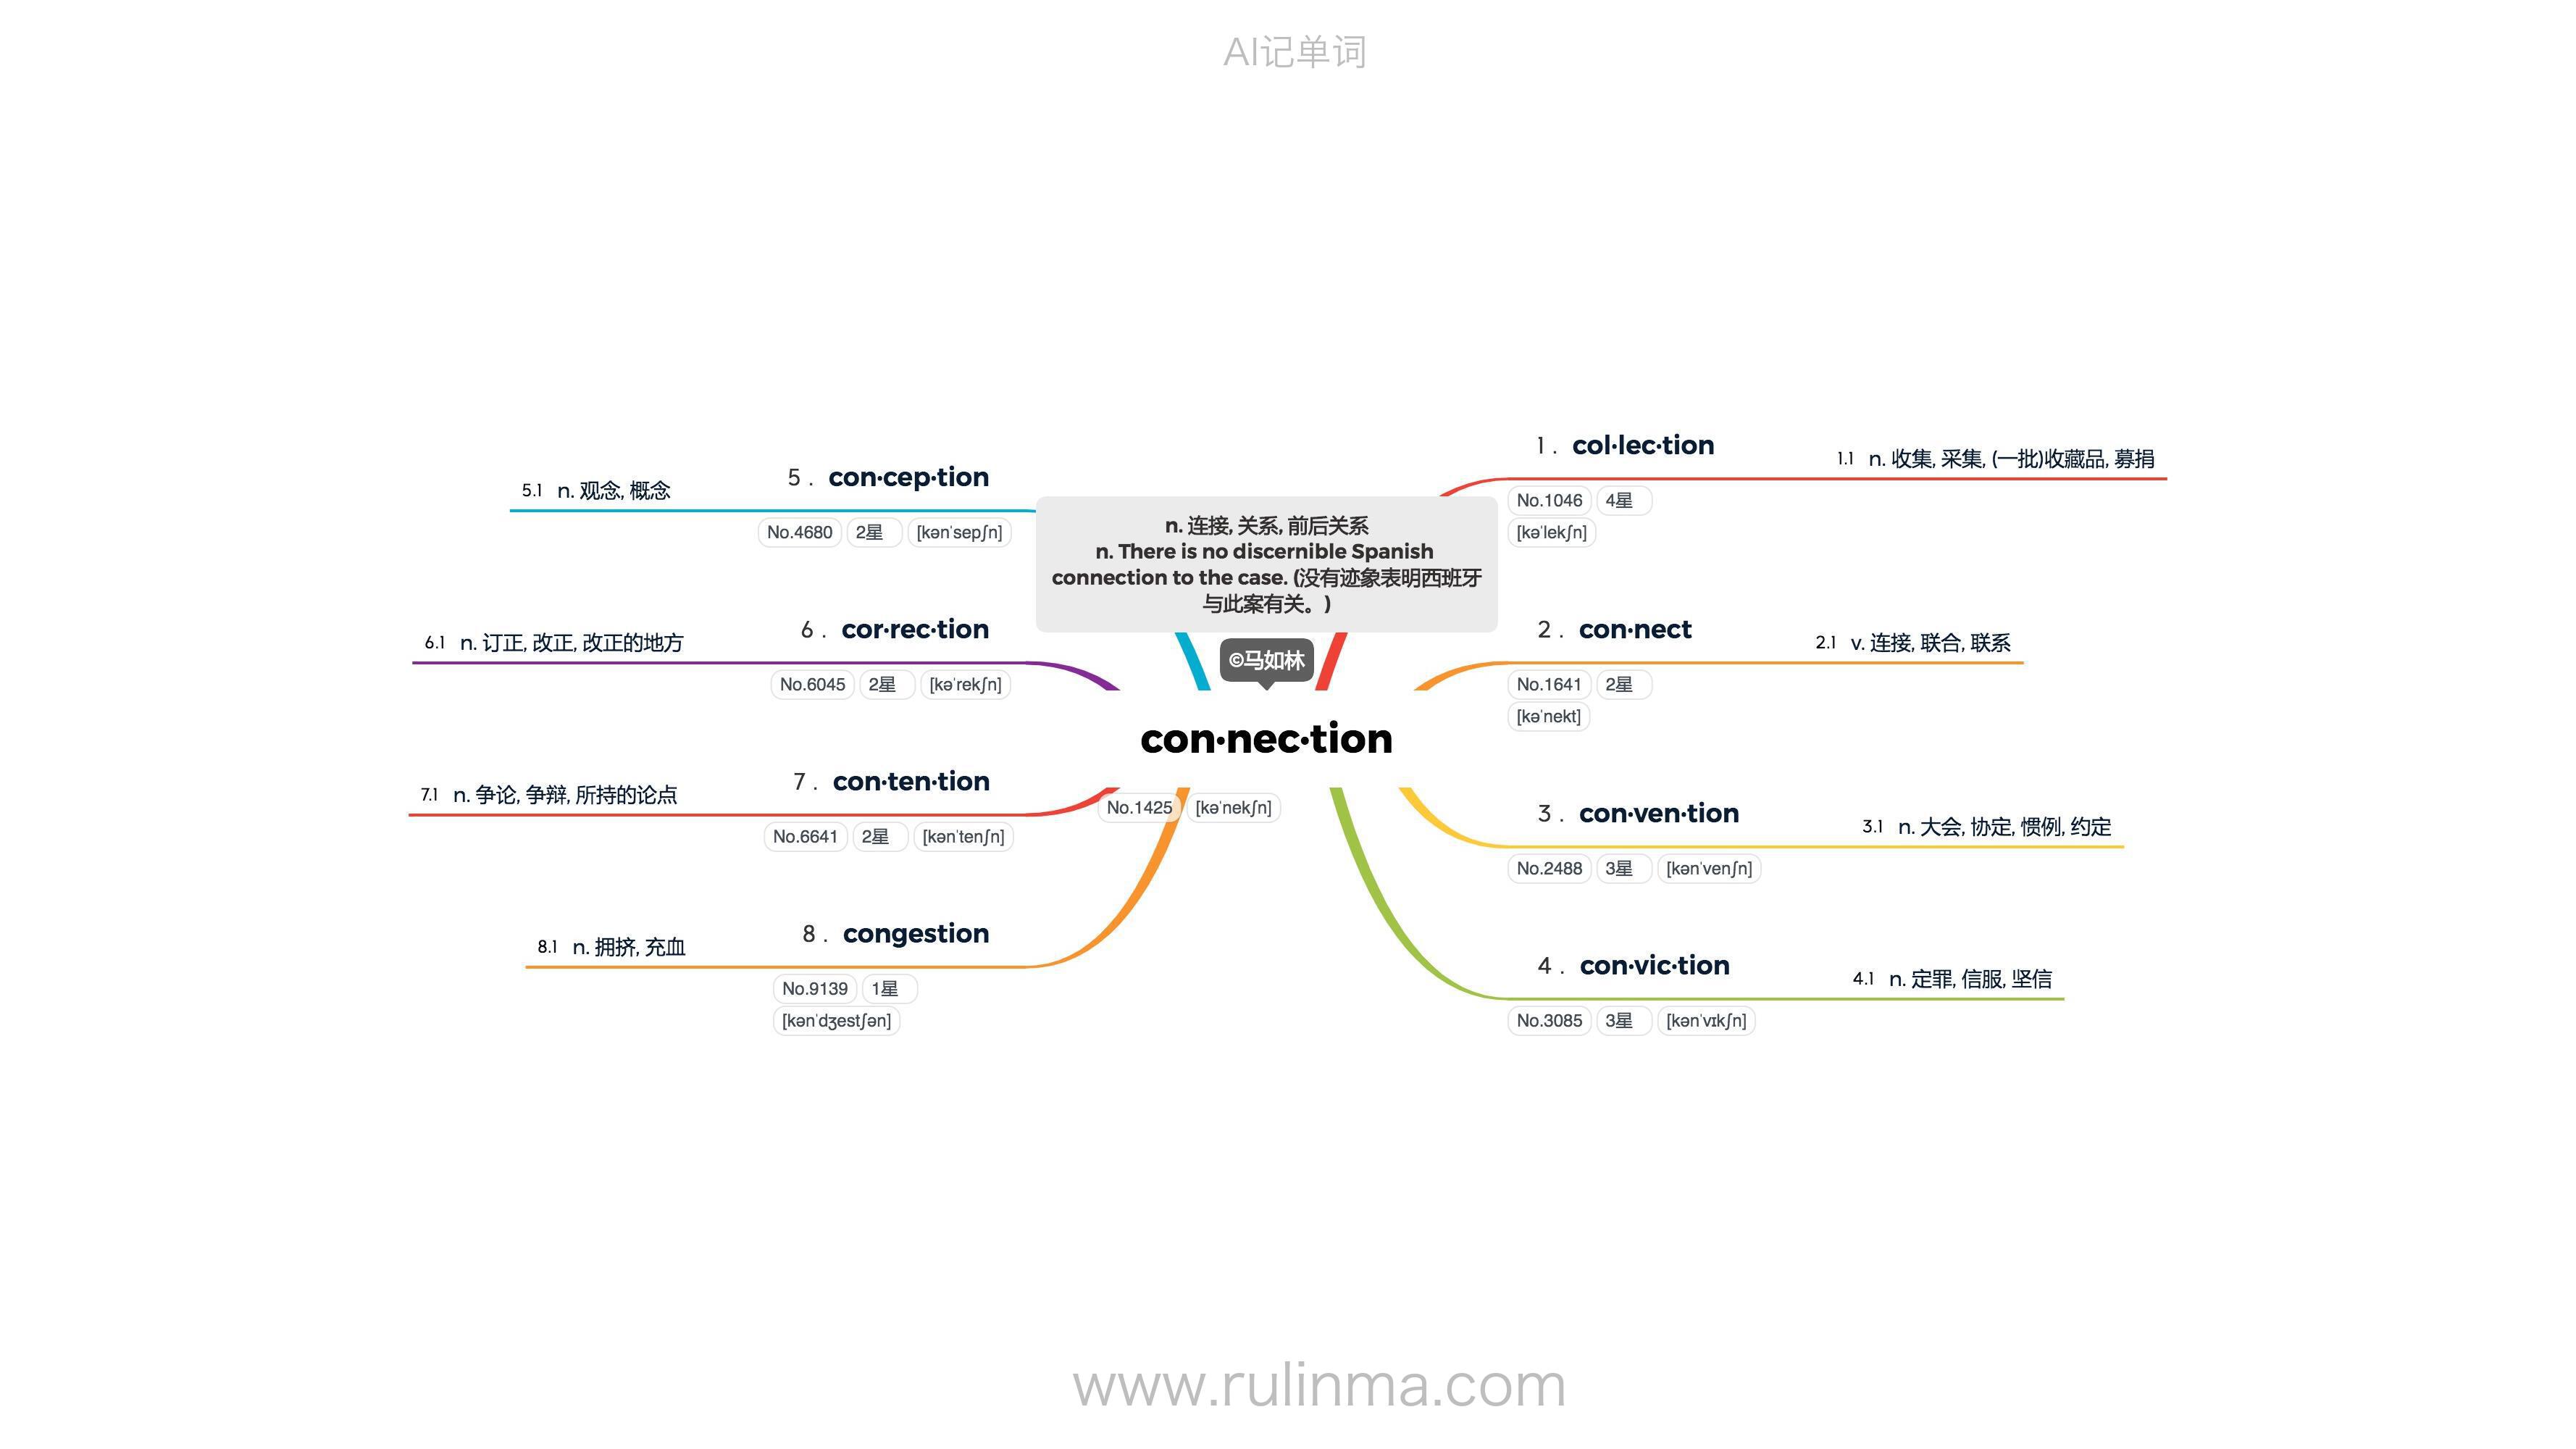 AI记单词
n. 连接, 关系, 前后关系
n. There is no discernible Spanish
connection to the case. (没有迹象表明西班牙
与此案有关。)
©马如林
con·nec·tion
No.1425 [kəˈnekʃn]
1 . col·lec·tion
1.1 n. 收集, 采集, (一批)收藏品, 募捐
No.1046 4星
[kəˈlekʃn]
2 . con·nect
2.1 v. 连接, 联合, 联系
No.1641 2星
[kəˈnekt]
3 . con·ven·tion
3.1 n. 大会, 协定, 惯例, 约定
No.2488 3星 [kənˈvenʃn]
4 . con·vic·tion
4.1 n. 定罪, 信服, 坚信
No.3085 3星 [kənˈvɪkʃn]
5 . con·cep·tion
5.1 n. 观念, 概念
No.4680 2星 [kənˈsepʃn]
6 . cor·rec·tion
6.1 n. 订正, 改正, 改正的地方
No.6045 2星 [kəˈrekʃn]
7 . con·ten·tion
7.1 n. 争论, 争辩, 所持的论点
No.6641 2星 [kənˈtenʃn]
8 . congestion
8.1 n. 拥挤, 充血
No.9139 1星
[kənˈdʒestʃən]
www.rulinma.com